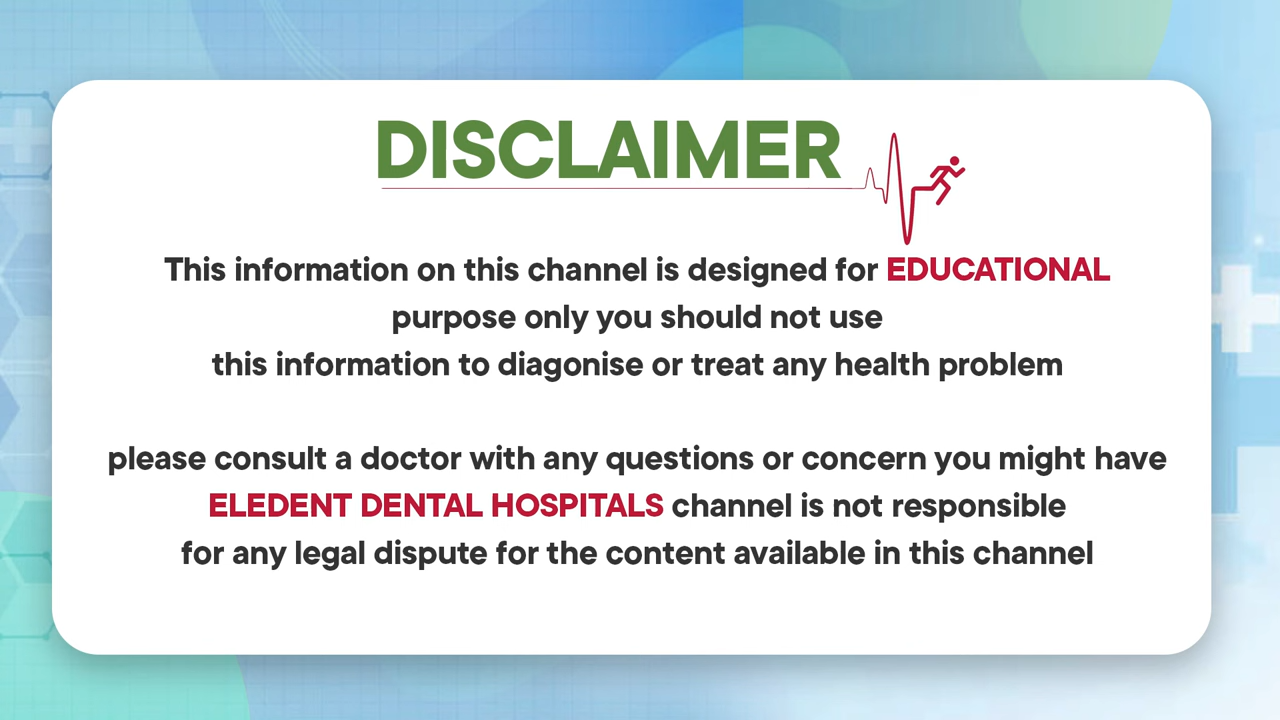 DISCLAIMER
This information on this channel is designed for EDUCATIONAL
purpose only you should not use
this information to diagonise or treat any health problem
please consult a doctor with any questions or concern you might have
ELEDENT DENTAL HOSPITALS channel is not responsible
for any legal dispute for the content available in this channel